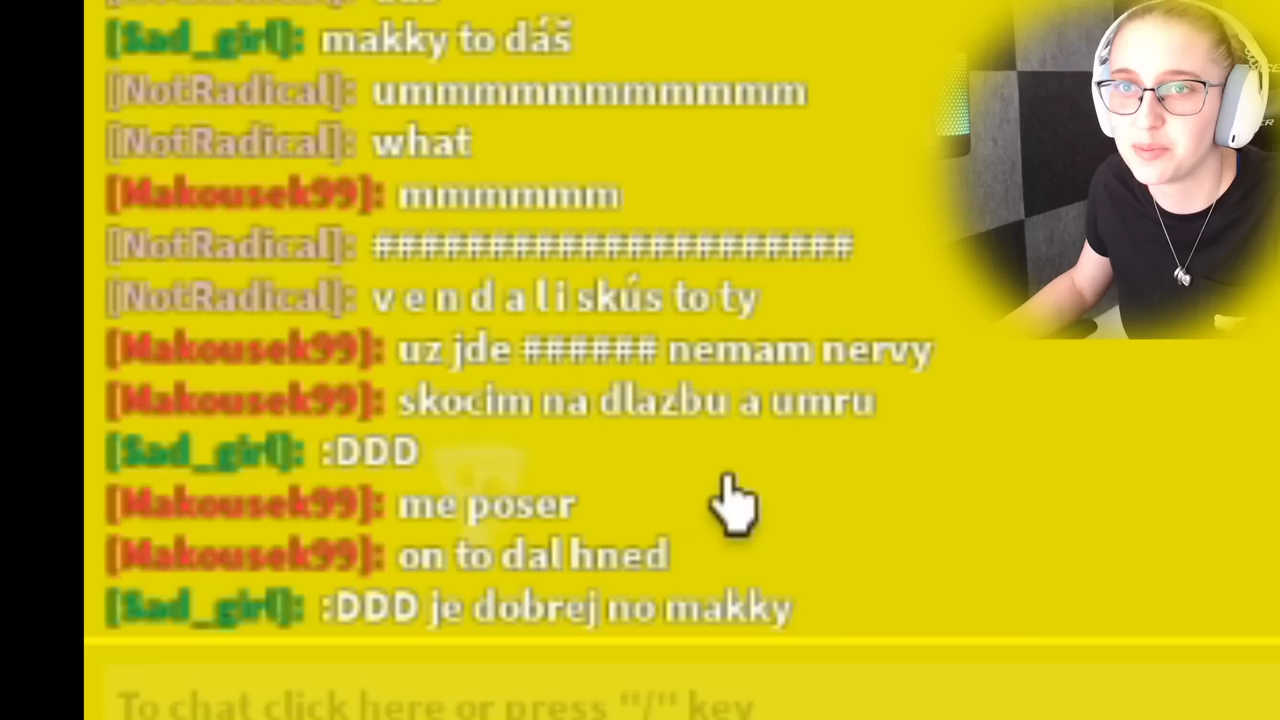 [Sad_girl]: makky to dáš
[NotRadical]: ummmmmmmmmmmm
[NotRadical]: what
[Makousek99]: mmmmmm
[NotRadical]: ######################
[NotRadical]: v e n d a l i skús to ty
[Makousek99]: uz jde ###### nemam nervy
[Makousek99]: skocim na dlazbu a umru
[Sad_girl]: :DDD
[Makousek99]: me poser
[Makousek99]: on to dal hned
[Sad_girl]: :DDD je dobrej no makky
To chat click here or press "/" key